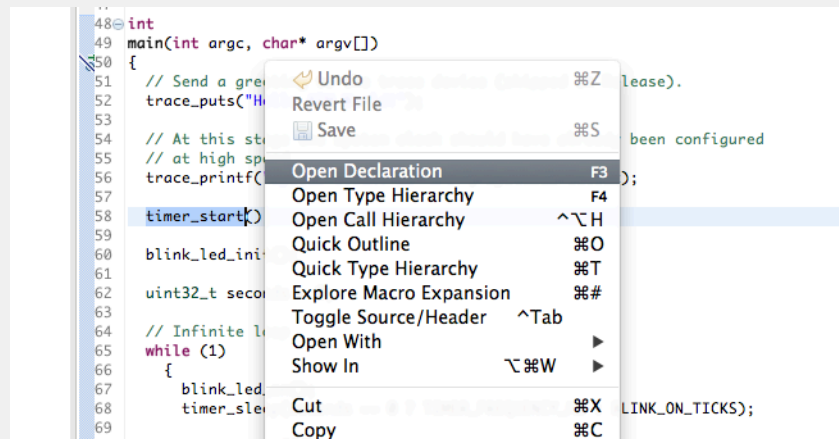 48 int
49 main(int argc, char* argv[])
50 {
51 // Send a gree lease).
52 trace_puts("H
53
54 // At this st been configured
55 // at high sp
56 trace_printf( );
57
58 timer_start()
59
60 blink_led_ini
61
62 uint32_t secon
63
64 // Infinite l
65 while (1)
66 {
67 blink_led_
68 timer_sle LINK_ON_TICKS);
69
Undo ⌘Z
Revert File
Save ⌘S
Open Declaration F3
Open Type Hierarchy F4
Open Call Hierarchy ^⌥H
Quick Outline ⌘O
Quick Type Hierarchy ⌘T
Explore Macro Expansion ⌘#
Toggle Source/Header ^Tab
Open With ▶
Show In ⌥⌘W ▶
Cut ⌘X
Copy ⌘C